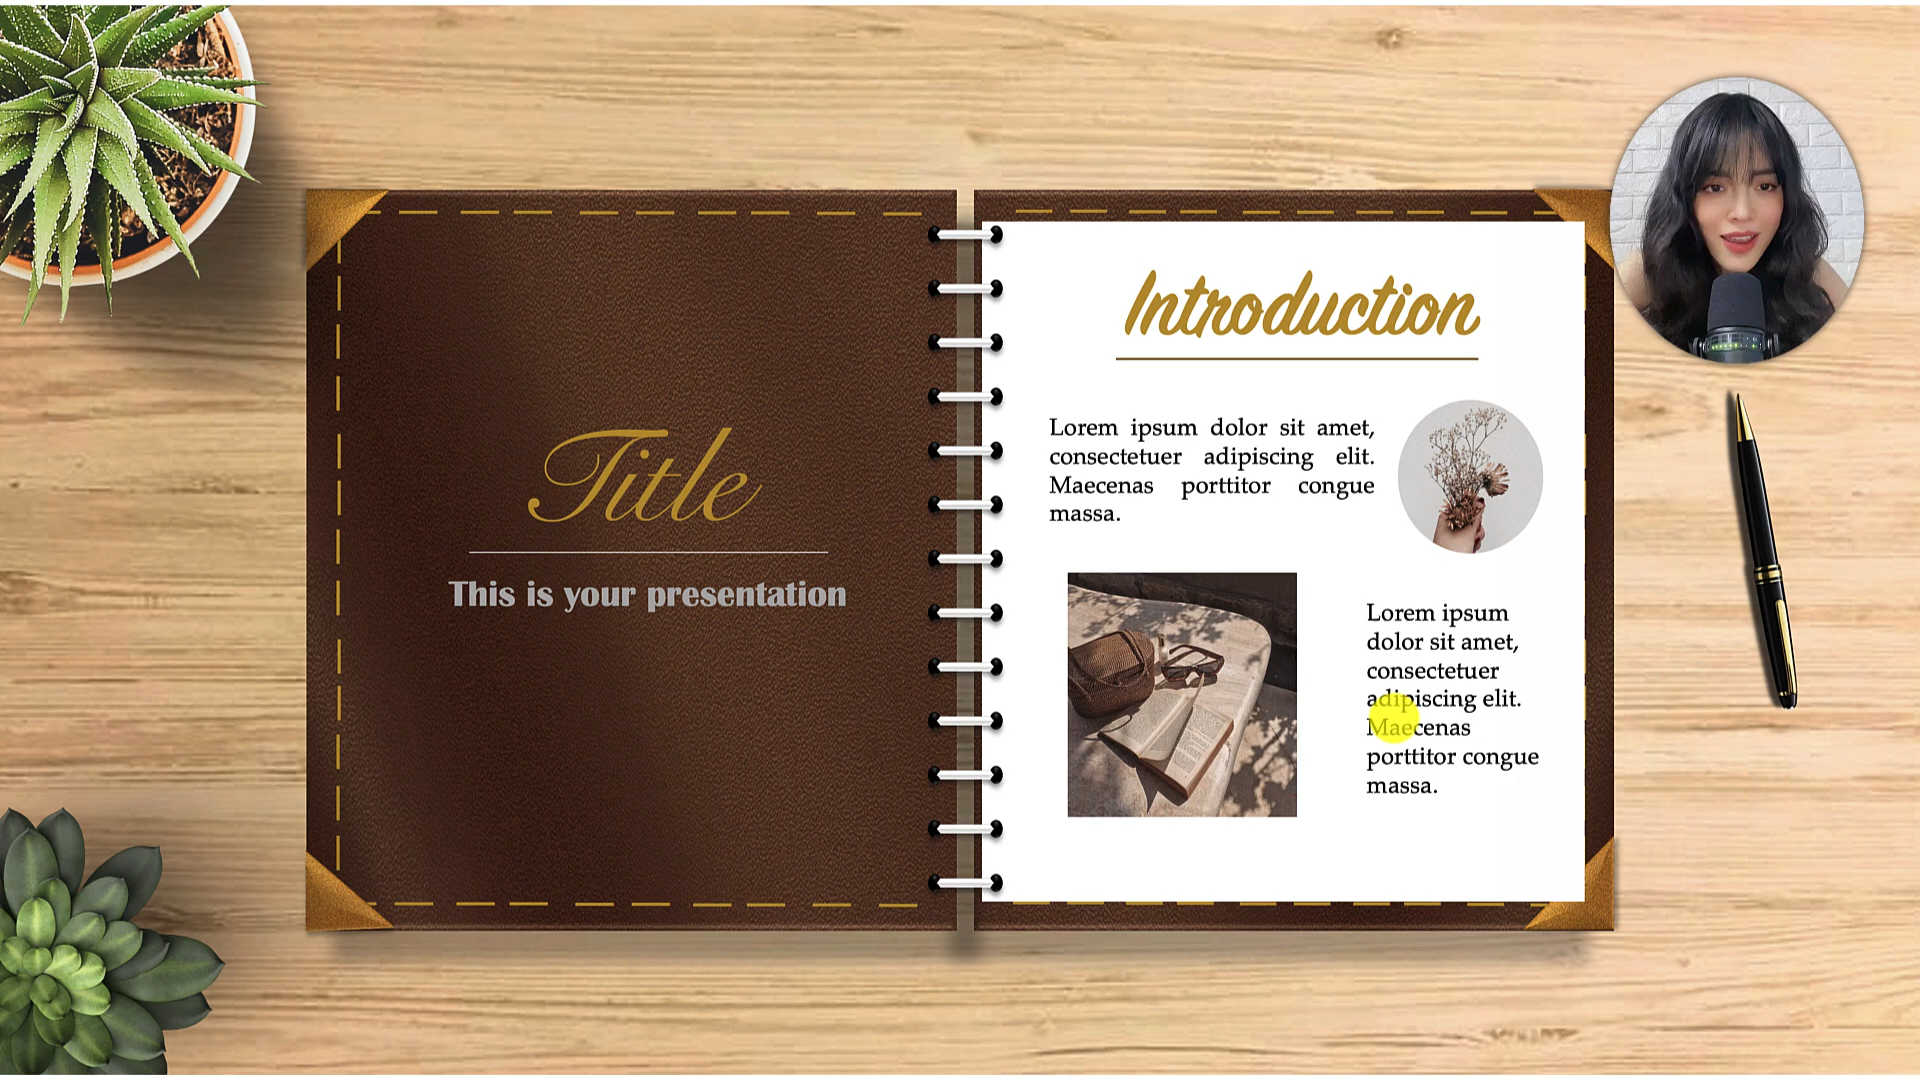 Title
This is your presentation
Introduction
Lorem ipsum dolor sit amet,
consectetuer adipiscing elit.
Maecenas porttitor congue
massa.
Lorem ipsum
dolor sit amet,
consectetuer
adipiscing elit.
Maecenas
porttitor congue
massa.